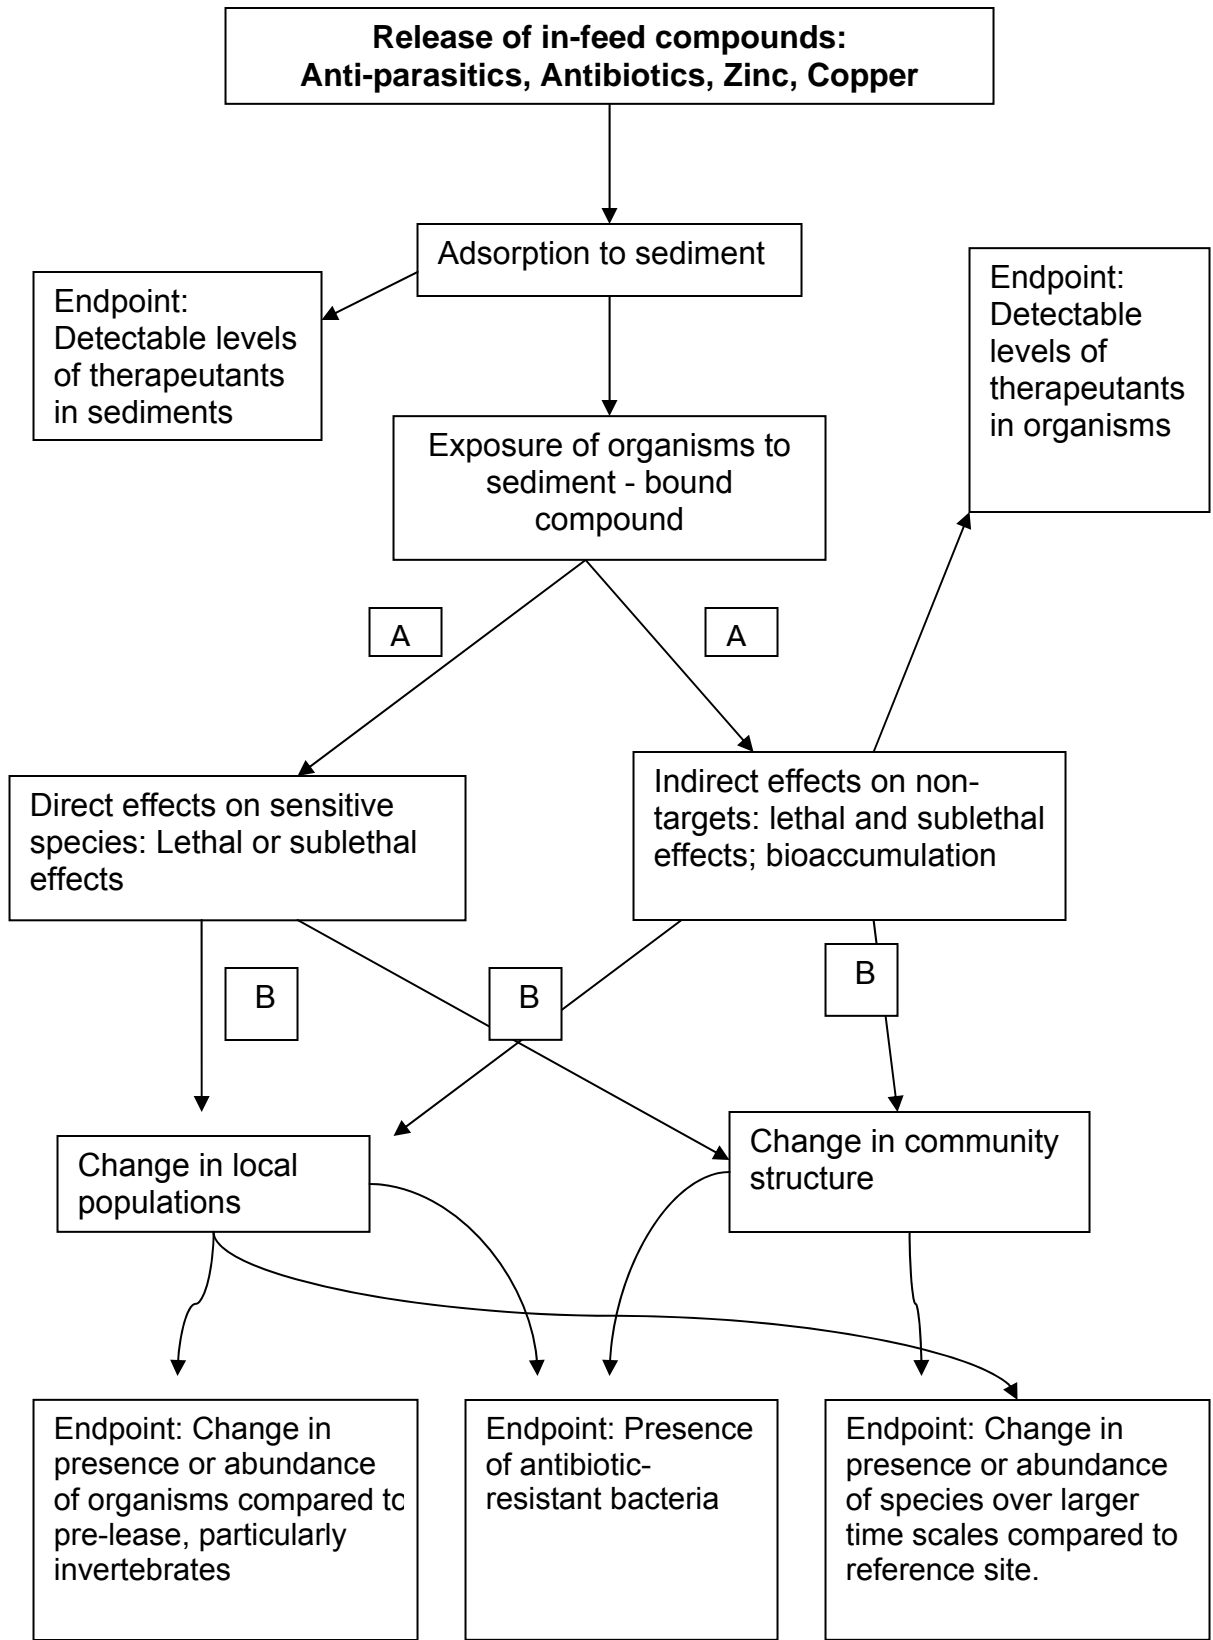 Release of in-feed compounds:
Anti-parasitics, Antibiotics, Zinc, Copper
Adsorption to sediment
Endpoint:
Detectable levels
of therapeutants
in sediments
Endpoint:
Detectable
levels of
therapeutants
in organisms
Exposure of organisms to
sediment - bound
compound
A
A
Direct effects on sensitive
species: Lethal or sublethal
effects
Indirect effects on non-
targets: lethal and sublethal
effects; bioaccumulation
B
B
B
Change in local
populations
Change in community
structure
Endpoint: Change in
presence or abundance
of organisms compared to
pre-lease, particularly
invertebrates
Endpoint: Presence
of antibiotic-
resistant bacteria
Endpoint: Change in
presence or abundance
of species over larger
time scales compared to
reference site.